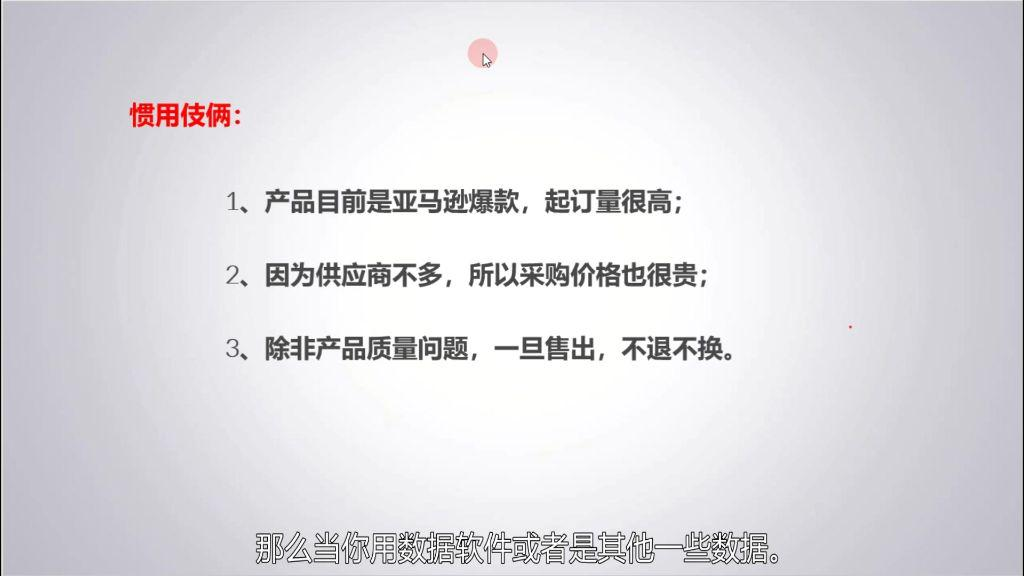 惯用伎俩：
1、产品目前是亚马逊爆款，起订量很高；
2、因为供应商不多，所以采购价格也很贵；
3、除非产品质量问题，一旦售出，不退不换。
那么当你用数据软件或者是其他一些数据。